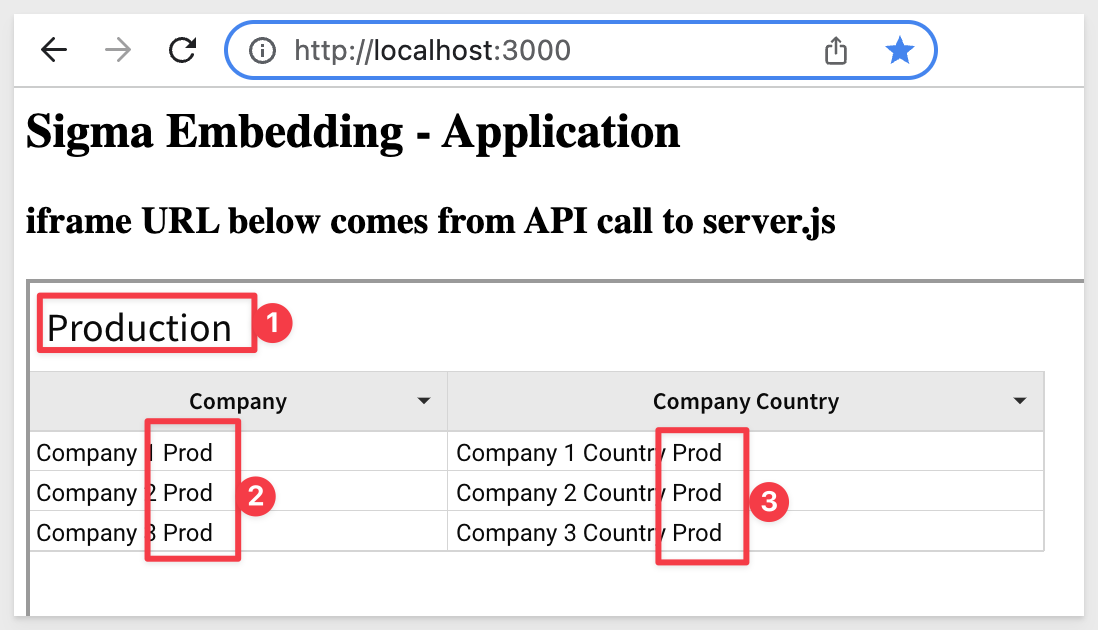 http://localhost:3000
Sigma Embedding - Application
iframe URL below comes from API call to server.js
Production 1
Company Company Country
Company 1 Prod Company 1 Country Prod
Company 2 Prod 2 Company 2 Country Prod 3
Company 3 Prod Company 3 Country Prod